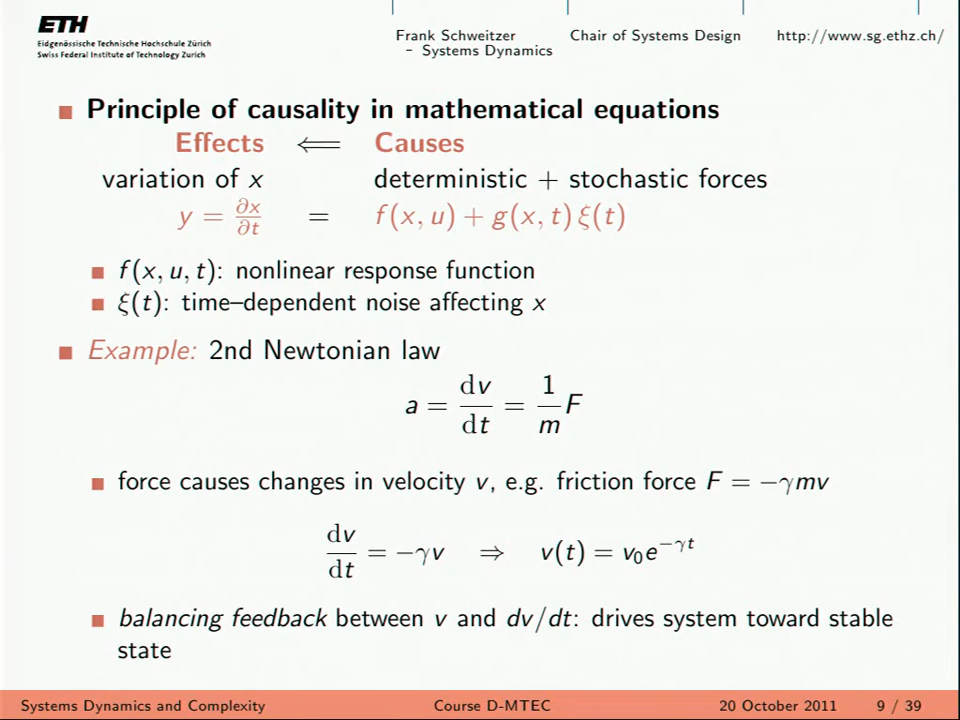 ETH
Eidgenössische Technische Hochschule Zürich
Swiss Federal Institute of Technology Zurich
Frank Schweitzer
– Systems Dynamics
Chair of Systems Design
http://www.sg.ethz.ch/
Principle of causality in mathematical equations
Effects ⟸ Causes
variation of x deterministic + stochastic forces
y = ∂x/∂t = f(x, u) + g(x, t) ξ(t)
f(x, u, t): nonlinear response function
ξ(t): time–dependent noise affecting x
Example: 2nd Newtonian law
a = dv/dt = 1/m F
force causes changes in velocity v, e.g. friction force F = −γmv
dv/dt = −γv ⇒ v(t) = v₀e^{−γt}
balancing feedback between v and dv/dt: drives system toward stable
state
Systems Dynamics and Complexity Course D-MTEC 20 October 2011 9 / 39